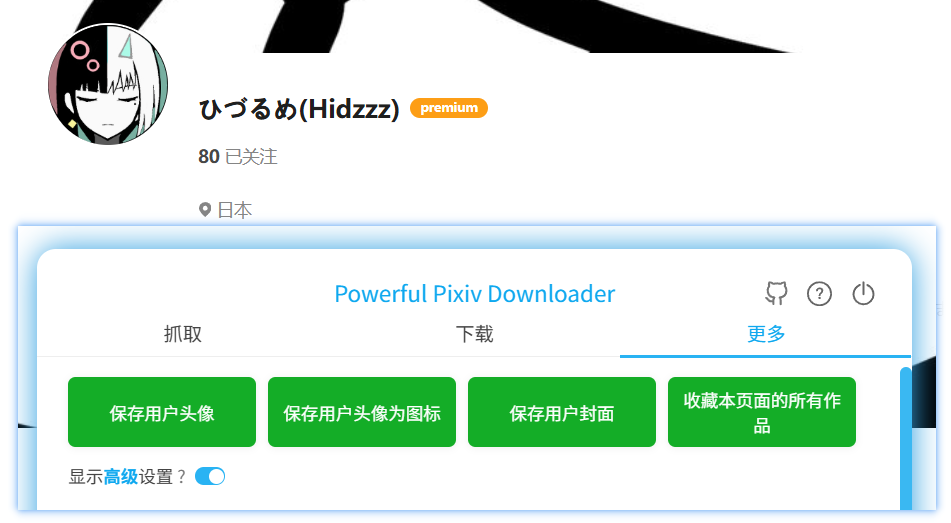 ひづるめ(Hidzzz) premium
80 已关注
日本
Powerful Pixiv Downloader
抓取 下载 更多
保存用户头像 保存用户头像为图标 保存用户封面 收藏本页面的所有作
品
显示高级设置？